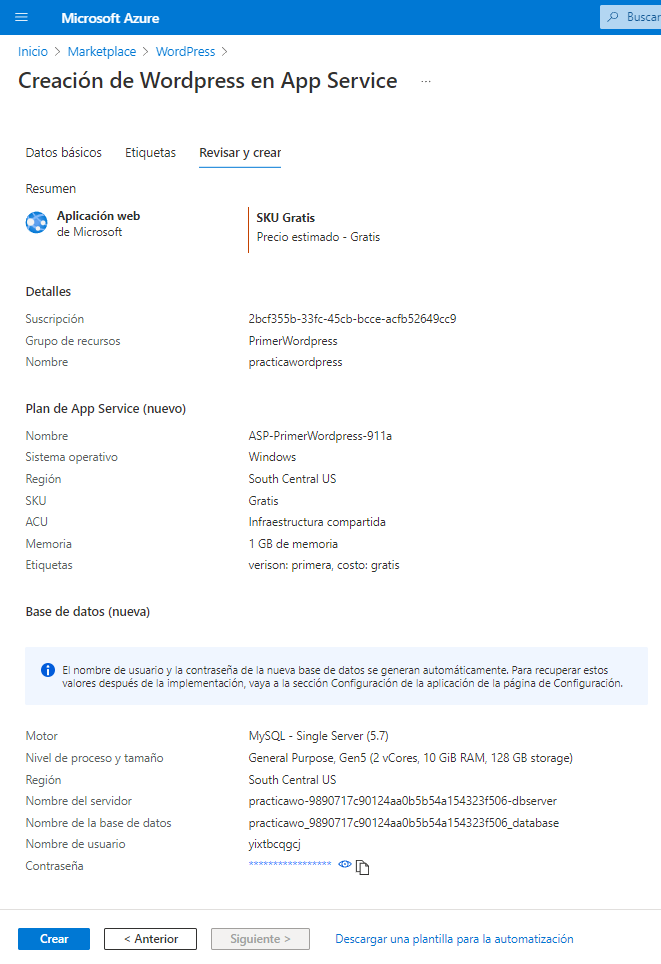 Microsoft Azure
Buscar
Inicio > Marketplace > WordPress >
Creación de Wordpress en App Service ...
Datos básicos Etiquetas Revisar y crear
Resumen
Aplicación web
de Microsoft
SKU Gratis
Precio estimado - Gratis
Detalles
Suscripción 2bcf355b-33fc-45cb-bcce-acfb52649cc9
Grupo de recursos PrimerWordpress
Nombre practicawordpress
Plan de App Service (nuevo)
Nombre ASP-PrimerWordpress-911a
Sistema operativo Windows
Región South Central US
SKU Gratis
ACU Infraestructura compartida
Memoria 1 GB de memoria
Etiquetas verison: primera, costo: gratis
Base de datos (nueva)
El nombre de usuario y la contraseña de la nueva base de datos se generan automáticamente. Para recuperar estos
valores después de la implementación, vaya a la sección Configuración de la aplicación de la página de Configuración.
Motor MySQL - Single Server (5.7)
Nivel de proceso y tamaño General Purpose, Gen5 (2 vCores, 10 GiB RAM, 128 GB storage)
Región South Central US
Nombre del servidor practicawo-9890717c90124aa0b5b54a154323f506-dbserver
Nombre de la base de datos practicawo_9890717c90124aa0b5b54a154323f506_database
Nombre de usuario yixtbcqgcj
Contraseña *****************
Crear < Anterior Siguiente > Descargar una plantilla para la automatización